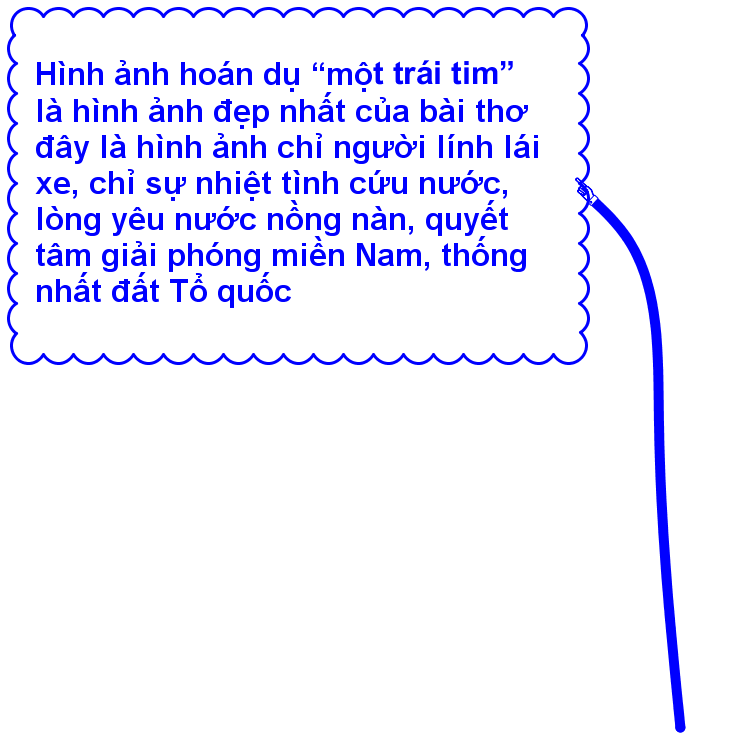 Hình ảnh hoán dụ “một trái tim”
là hình ảnh đẹp nhất của bài thơ
đây là hình ảnh chỉ người lính lái
xe, chỉ sự nhiệt tình cứu nước,
lòng yêu nước nồng nàn, quyết
tâm giải phóng miền Nam, thống
nhất đất Tổ quốc